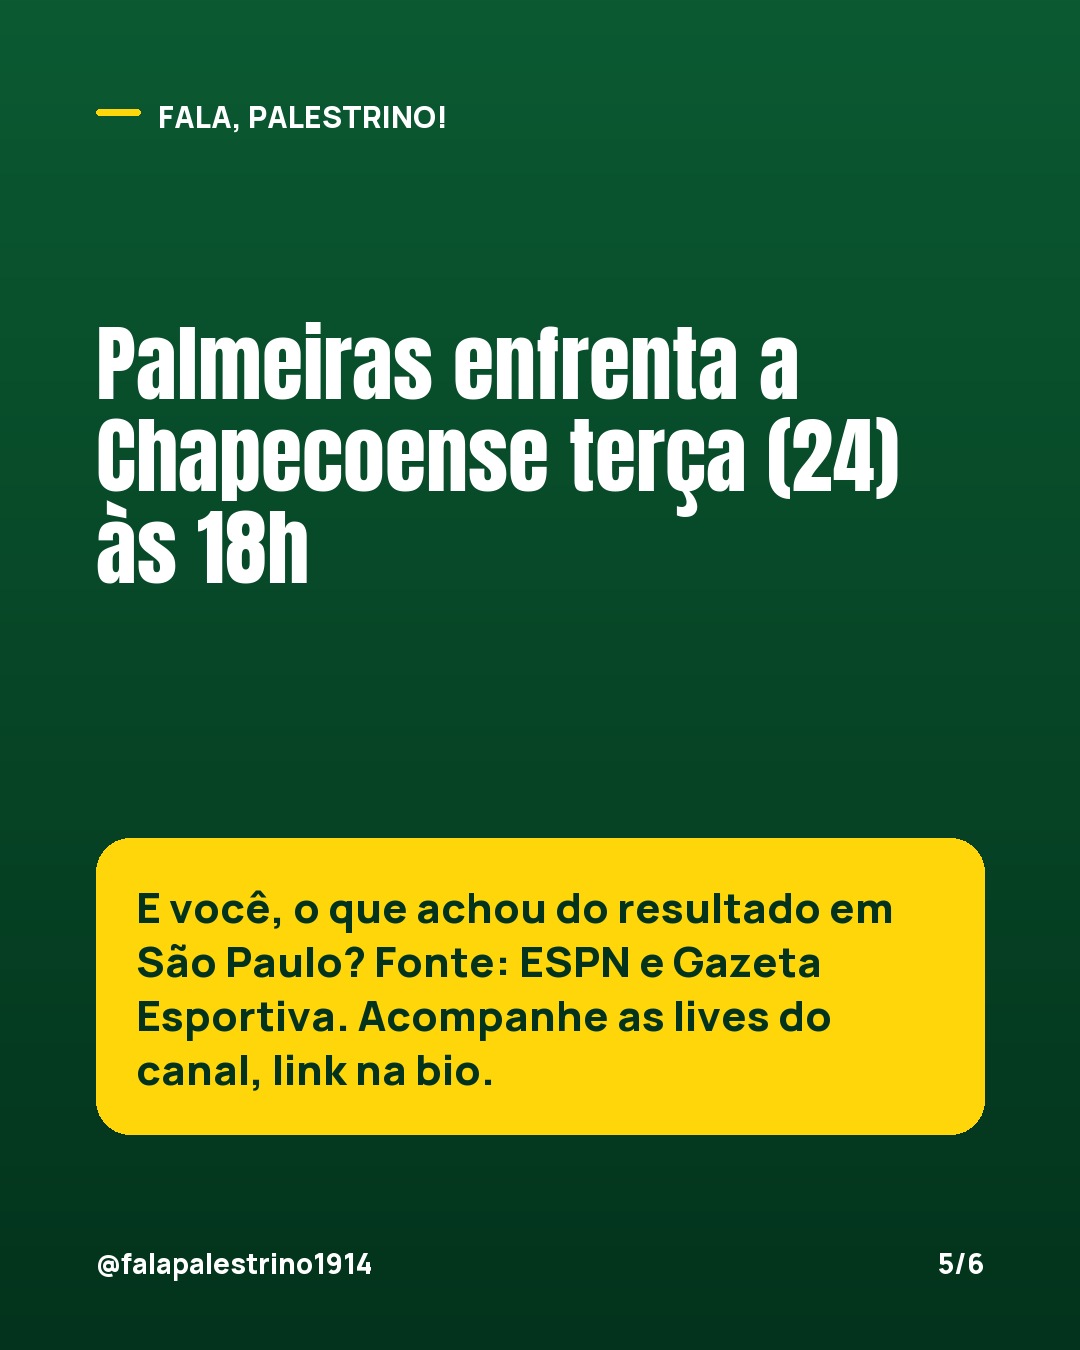 FALA, PALESTRINO!
Palmeiras enfrenta a
Chapecoense terça (24)
às 18h
E você, o que achou do resultado em
São Paulo? Fonte: ESPN e Gazeta
Esportiva. Acompanhe as lives do
canal, link na bio.
@falapalestrino1914
5/6